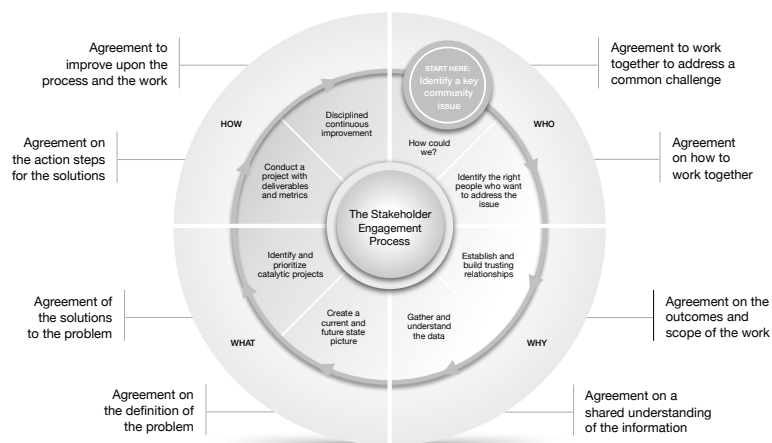 Agreement to
improve upon the
process and the work
Agreement on
the action steps
for the solutions
Agreement of
the solutions
to the problem
Agreement on
the definition of
the problem
HOW
WHO
WHAT
WHY
START HERE:
Identify a key
community
issue
How could
we?
Identify the right
people who want
to address the
issue
Establish and
build trusting
relationships
Gather and
understand
the data
Create a
current and
future state
picture
Identify and
prioritize
catalytic projects
Conduct a
project with
deliverables
and metrics
Disciplined
continuous
improvement
The Stakeholder
Engagement
Process
Agreement to work
together to address a
common challenge
Agreement
on how to
work together
Agreement on the
outcomes and
scope of the work
Agreement on a
shared understanding
of the information